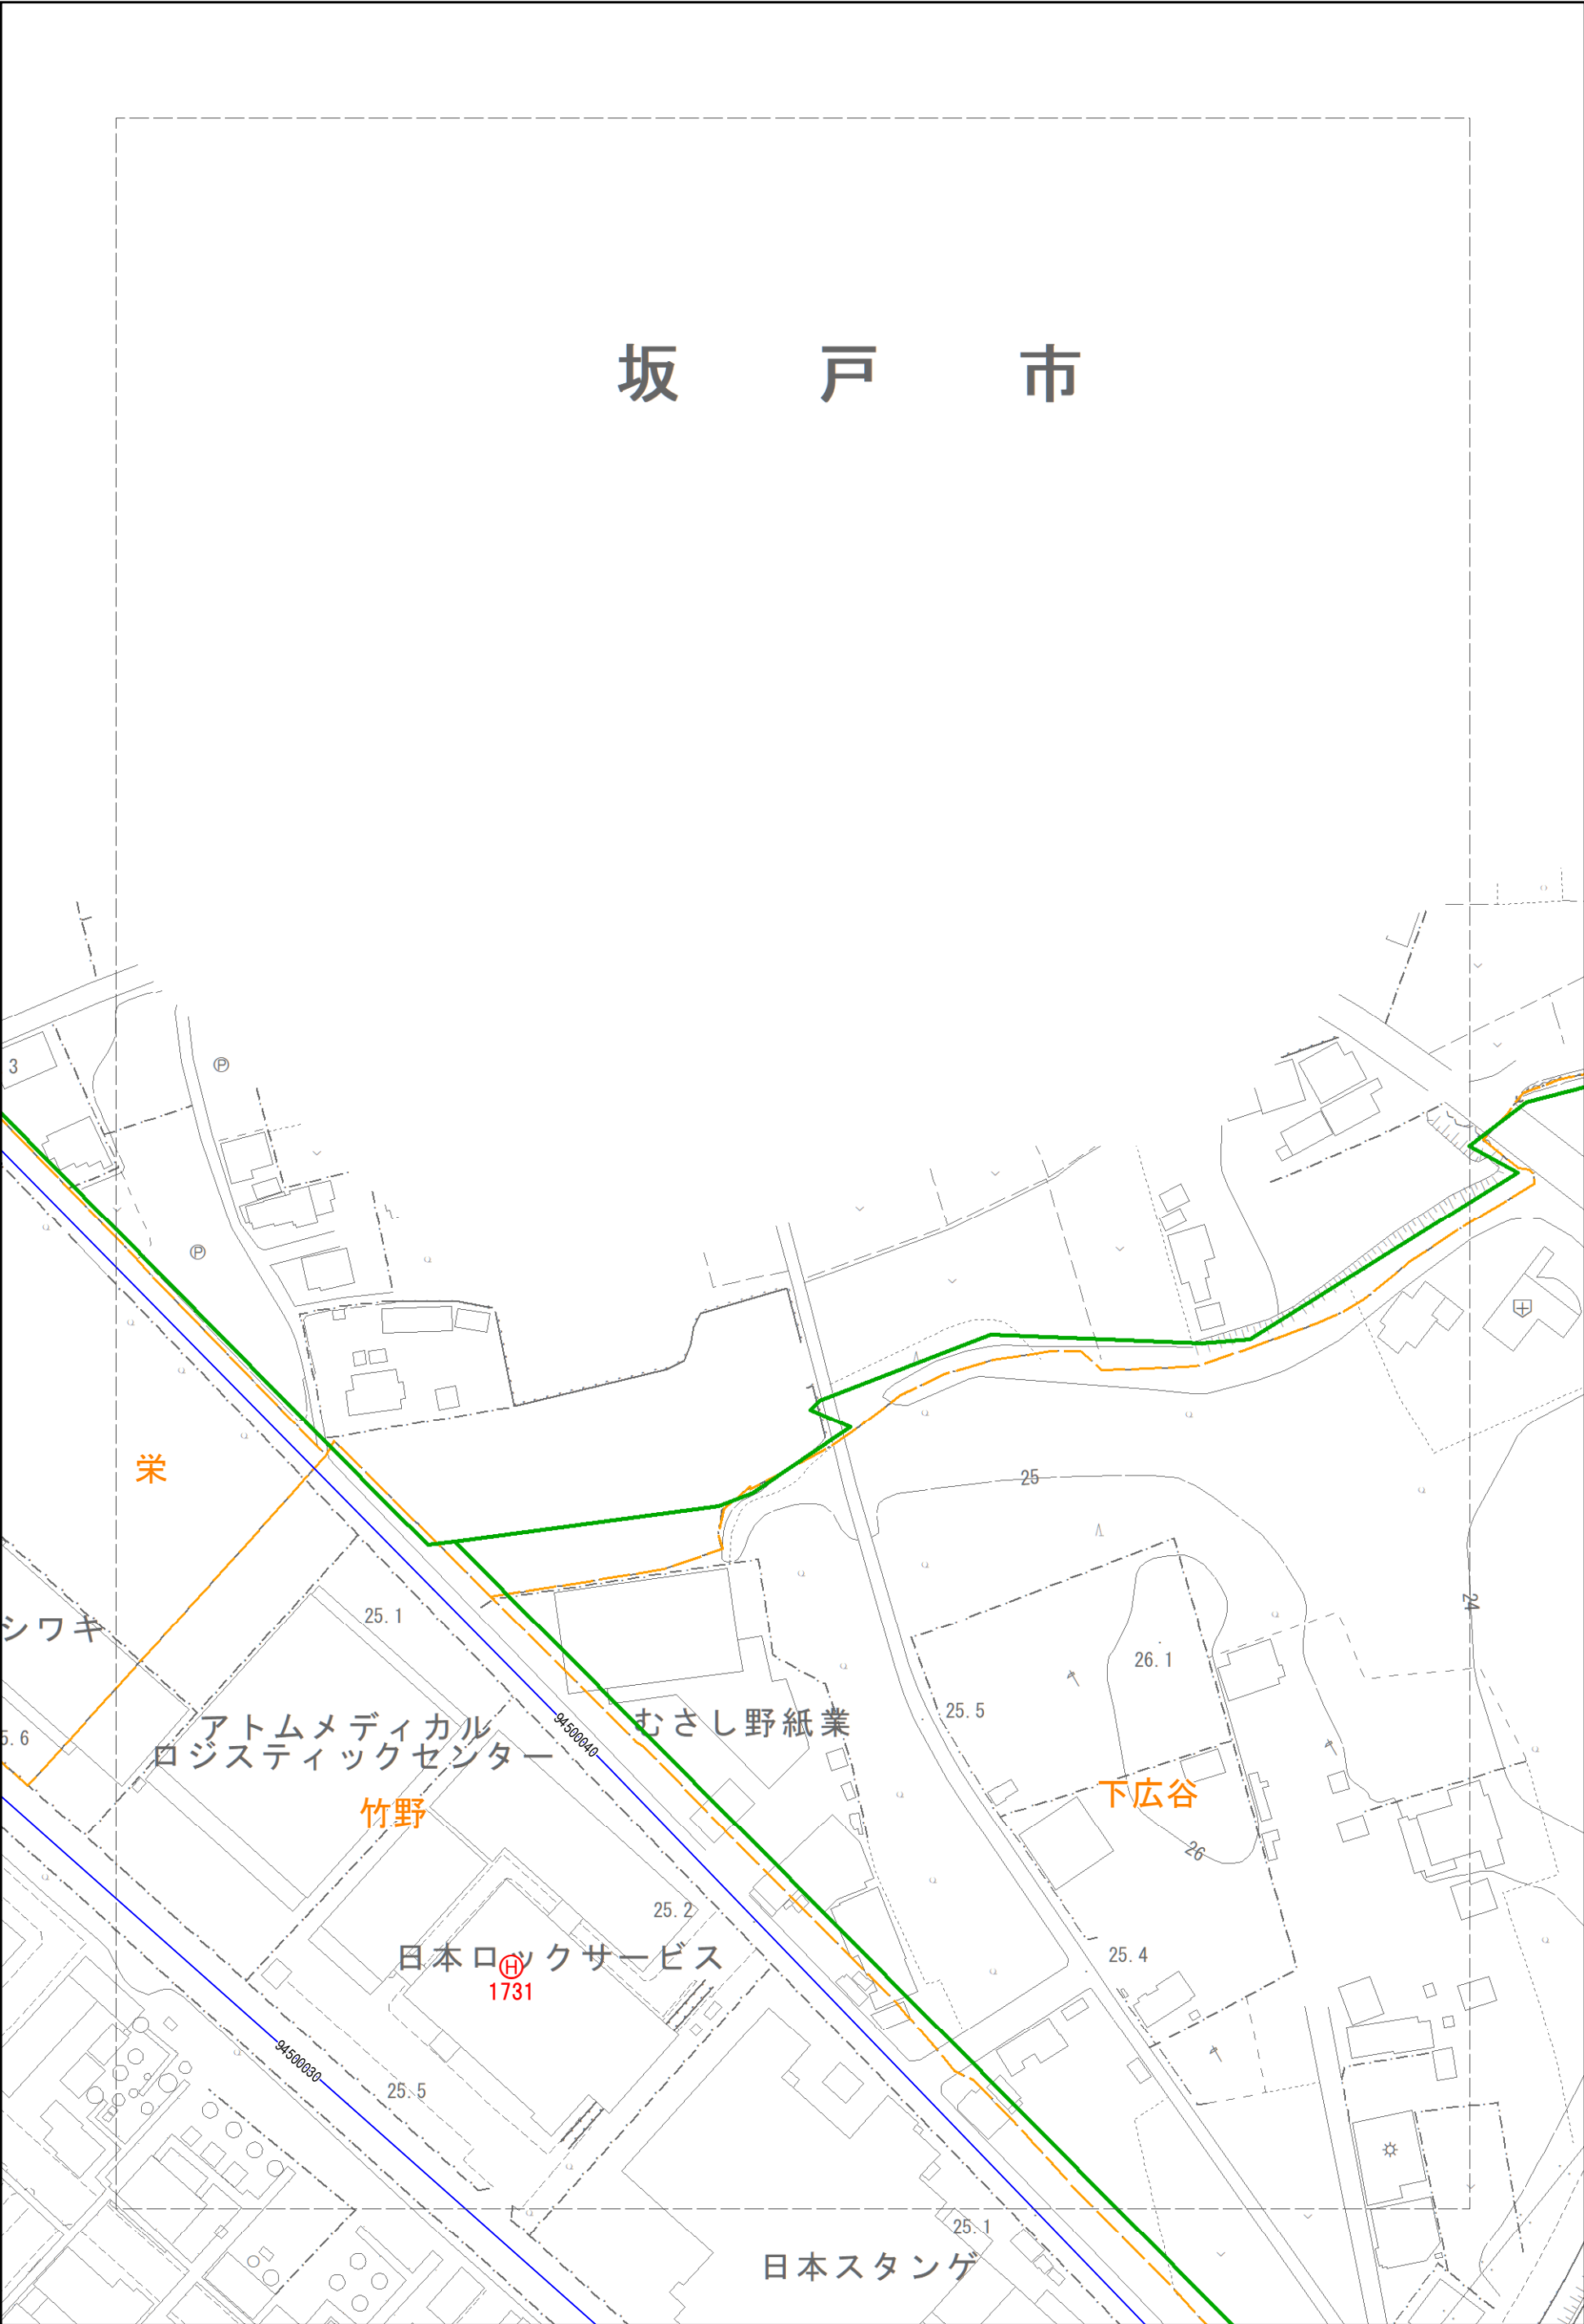 坂戸市
3
Ⓟ
Ⓟ
栄
25
24
シワキ
25.1
26.1
25.5
5.6
アトムメディカル
ロジスティックセンター
94500040
むさし野紙業
竹野
下広谷
26
25.2
25.4
日本ロックサービス
Ⓗ
1731
94500030
25.5
25.1
日本スタンゲ